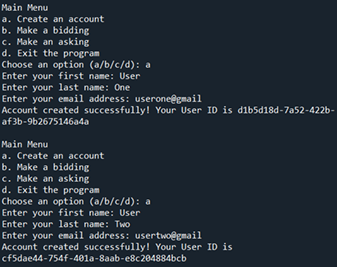 Main Menu
a. Create an account
b. Make a bidding
c. Make an asking
d. Exit the program
Choose an option (a/b/c/d): a
Enter your first name: User
Enter your last name: One
Enter your email address: userone@gmail
Account created successfully! Your User ID is d1b5d18d-7a52-422b-
af3b-9b2675146a4a

Main Menu
a. Create an account
b. Make a bidding
c. Make an asking
d. Exit the program
Choose an option (a/b/c/d): a
Enter your first name: User
Enter your last name: Two
Enter your email address: usertwo@gmail
Account created successfully! Your User ID is
cf5dae44-754f-401a-8aab-e8c204884bcb